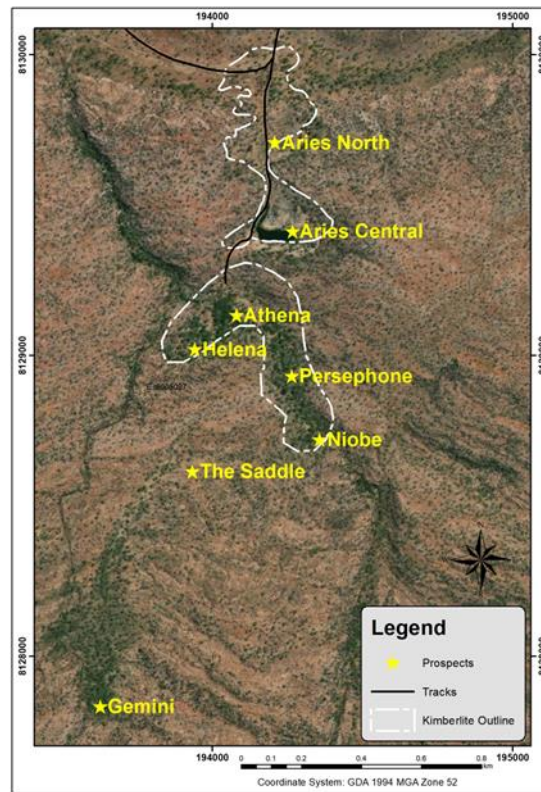 194000
195000
8130000
Aries North
Aries Central
Athena
8129000
Helena
Persephone
Niobe
The Saddle
Legend
Prospects
8128000
8128000
Tracks
Gemini
Kimberlite Outline
194000
195000
0
0.1
0.2
0.4
0.6
0.8
km
Coordinate System: GDA 1994 MGA Zone 52